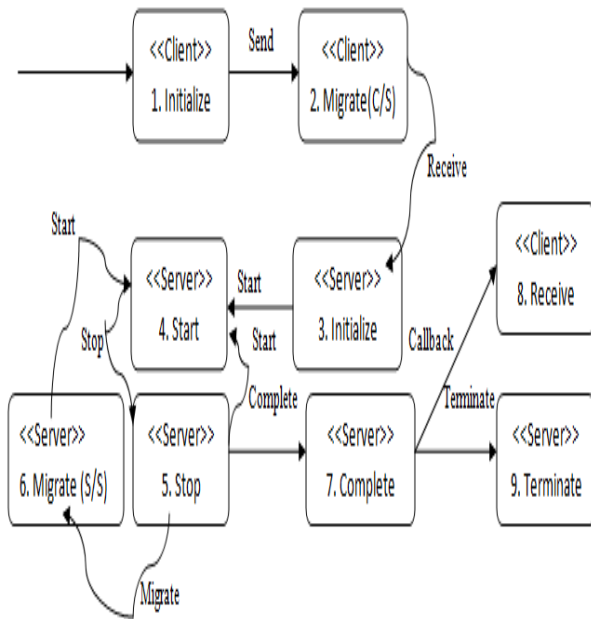 <<Client>>
1. Initialize
Send
<<Client>>
2. Migrate(C/S)
Receive
Start
<<Server>>
4. Start
Start
<<Server>>
3. Initialize
<<Client>>
8. Receive
Stop
Start
Callback
Complete
Terminate
<<Server>>
6. Migrate (S/S)
<<Server>>
5. Stop
<<Server>>
7. Complete
<<Server>>
9. Terminate
Migrate